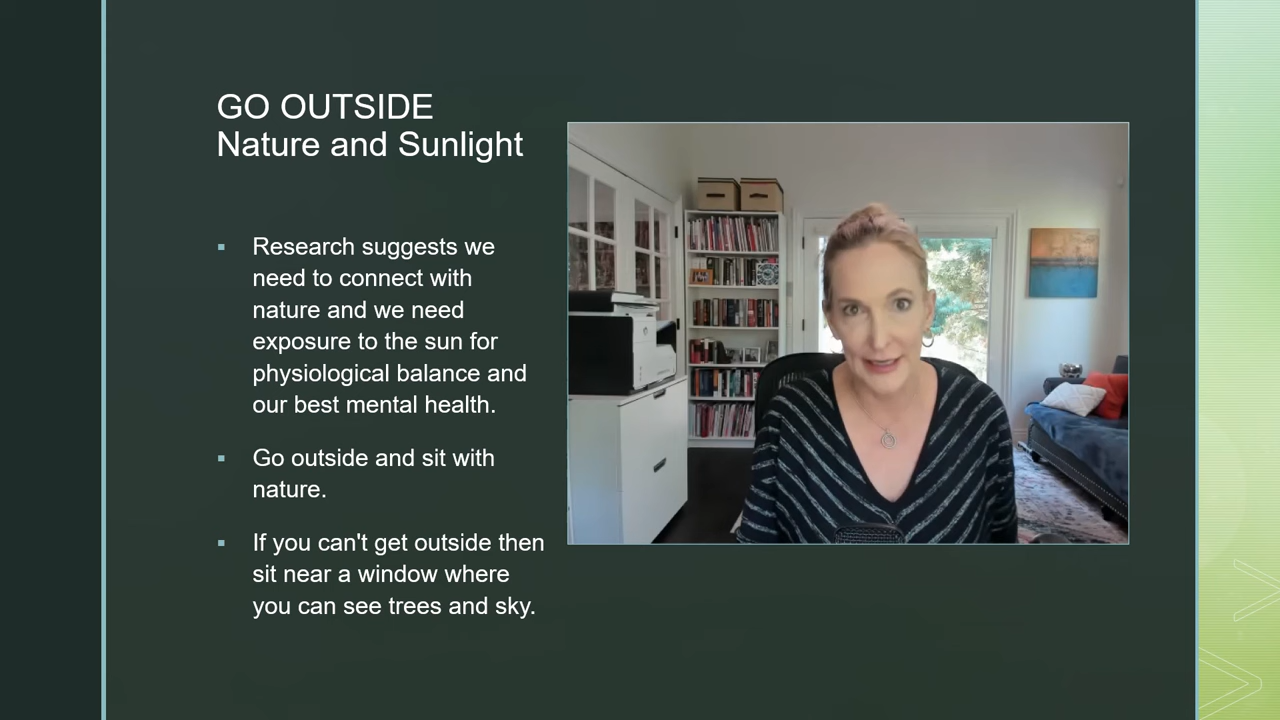 GO OUTSIDE
Nature and Sunlight
Research suggests we
need to connect with
nature and we need
exposure to the sun for
physiological balance and
our best mental health.
Go outside and sit with
nature.
If you can't get outside then
sit near a window where
you can see trees and sky.